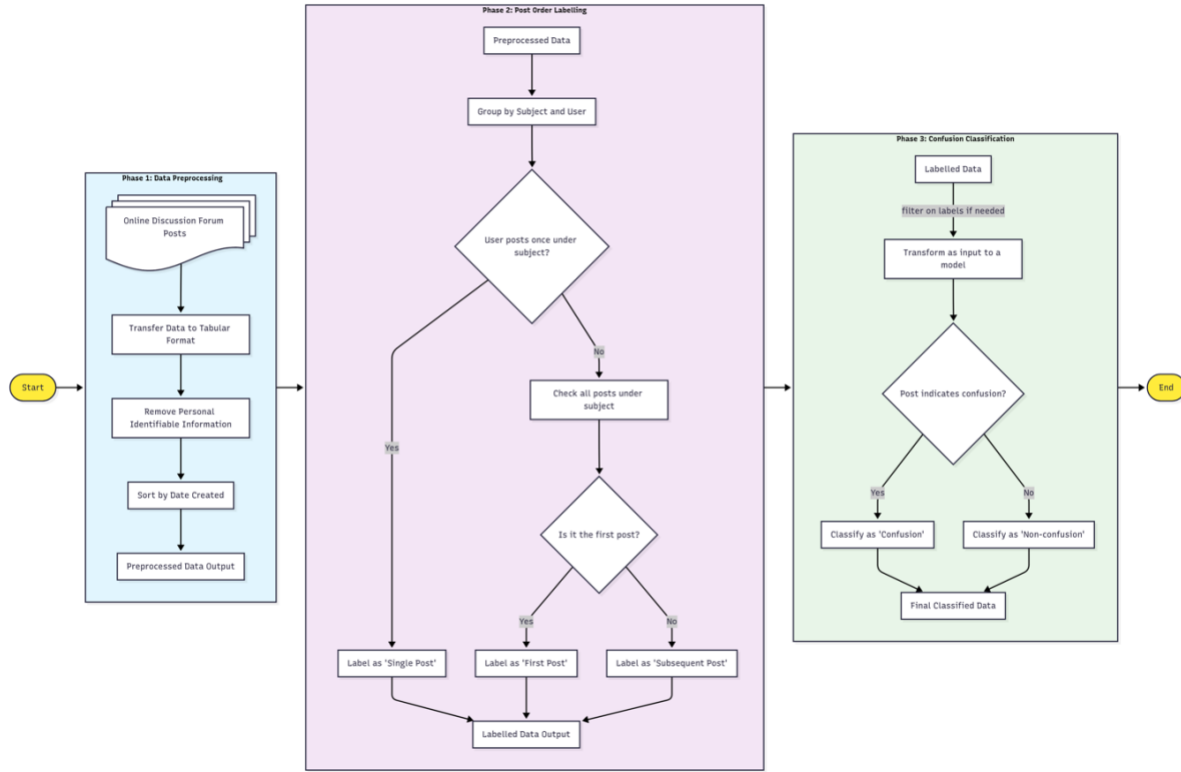 Start
Phase 1: Data Preprocessing
Online Discussion Forum
Posts
Transfer Data to Tabular
Format
Remove Personal
Identifiable Information
Sort by Date Created
Preprocessed Data Output
Phase 2: Post Order Labelling
Preprocessed Data
Group by Subject and User
User posts once under
subject?
No
Check all posts under
subject
Yes
Is it the first post?
Yes
No
Label as 'Single Post'
Label as 'First Post'
Label as 'Subsequent Post'
Labelled Data Output
Phase 3: Confusion Classification
Labelled Data
filter on labels if needed
Transform as input to a
model
Post indicates confusion?
Yes
No
Classify as 'Confusion'
Classify as 'Non-confusion'
Final Classified Data
End